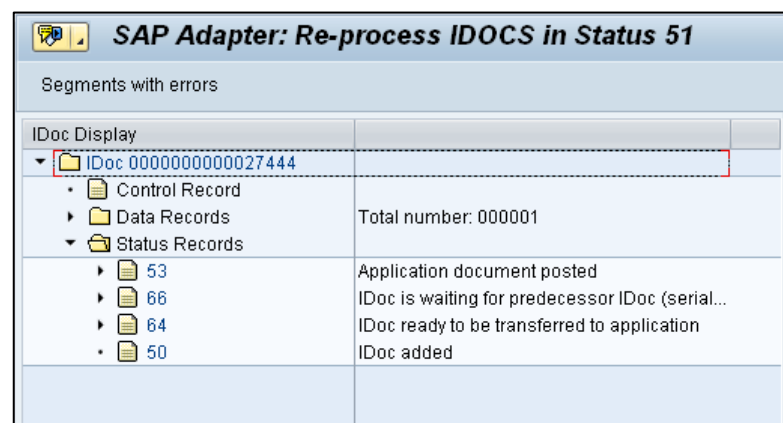 SAP Adapter: Re-process IDOCS in Status 51
Segments with errors
IDoc Display
IDoc 0000000000027444
Control Record
Data Records Total number: 000001
Status Records
53 Application document posted
66 IDoc is waiting for predecessor IDoc (serial...
64 IDoc ready to be transferred to application
50 IDoc added